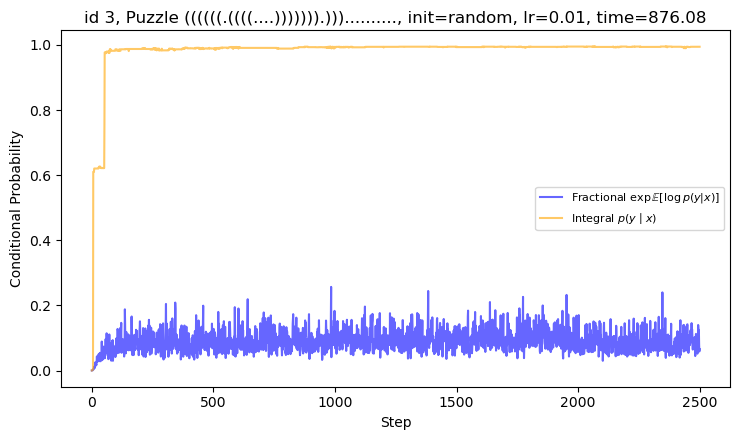 id 3, Puzzle ((((((.((((....))))))).))).........., init=random, lr=0.01, time=876.08
Conditional Probability
1.0
0.8
0.6
0.4
0.2
0.0
Fractional exp𝔼[log p(y|x)]
Integral p(y | x)
0 500 1000 1500 2000 2500
Step